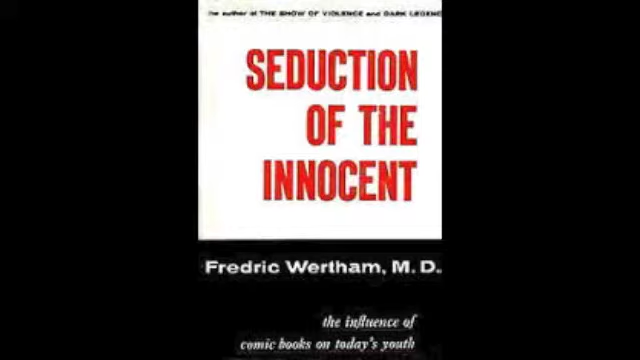 the author of THE SHOW OF VIOLENCE and DARK LEGEND
SEDUCTION
OF THE
INNOCENT
Fredric Wertham, M. D.
the influence of
comic books on today's youth